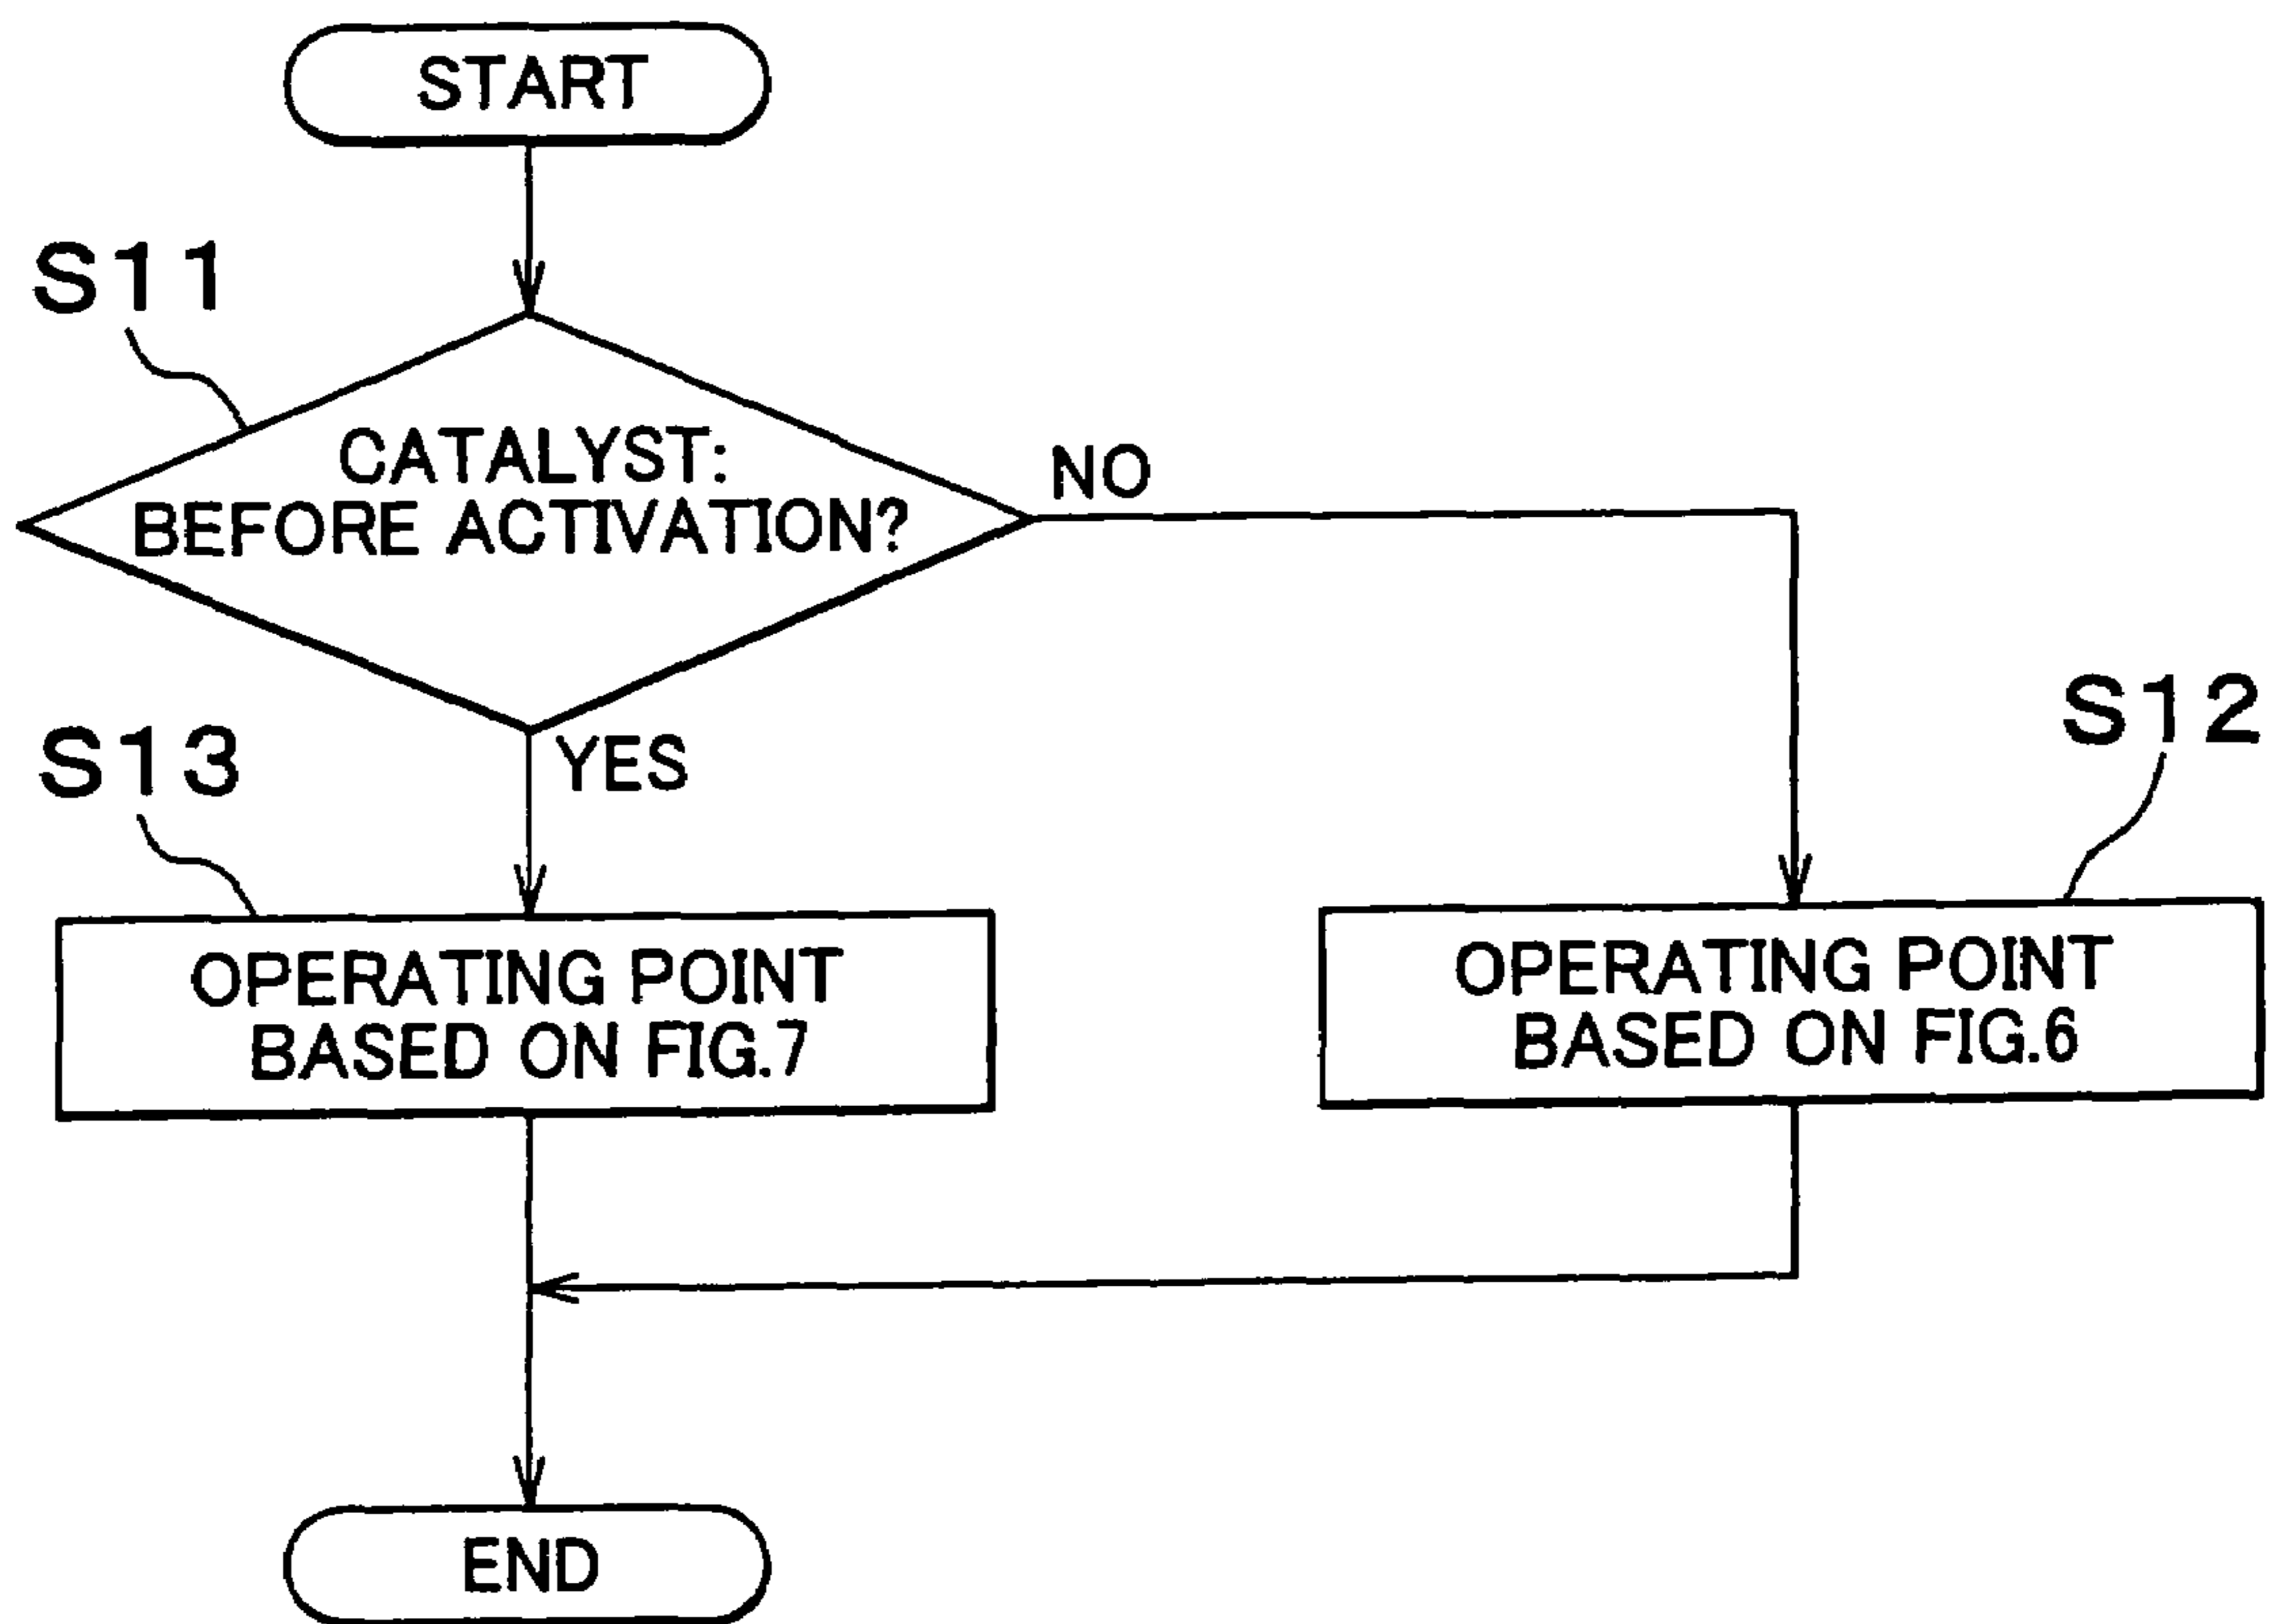 START
S11
CATALYST:
BEFORE ACTIVATION?
NO
YES
S13
S12
OPERATING POINT
BASED ON FIG.7
OPERATING POINT
BASED ON FIG.6
END